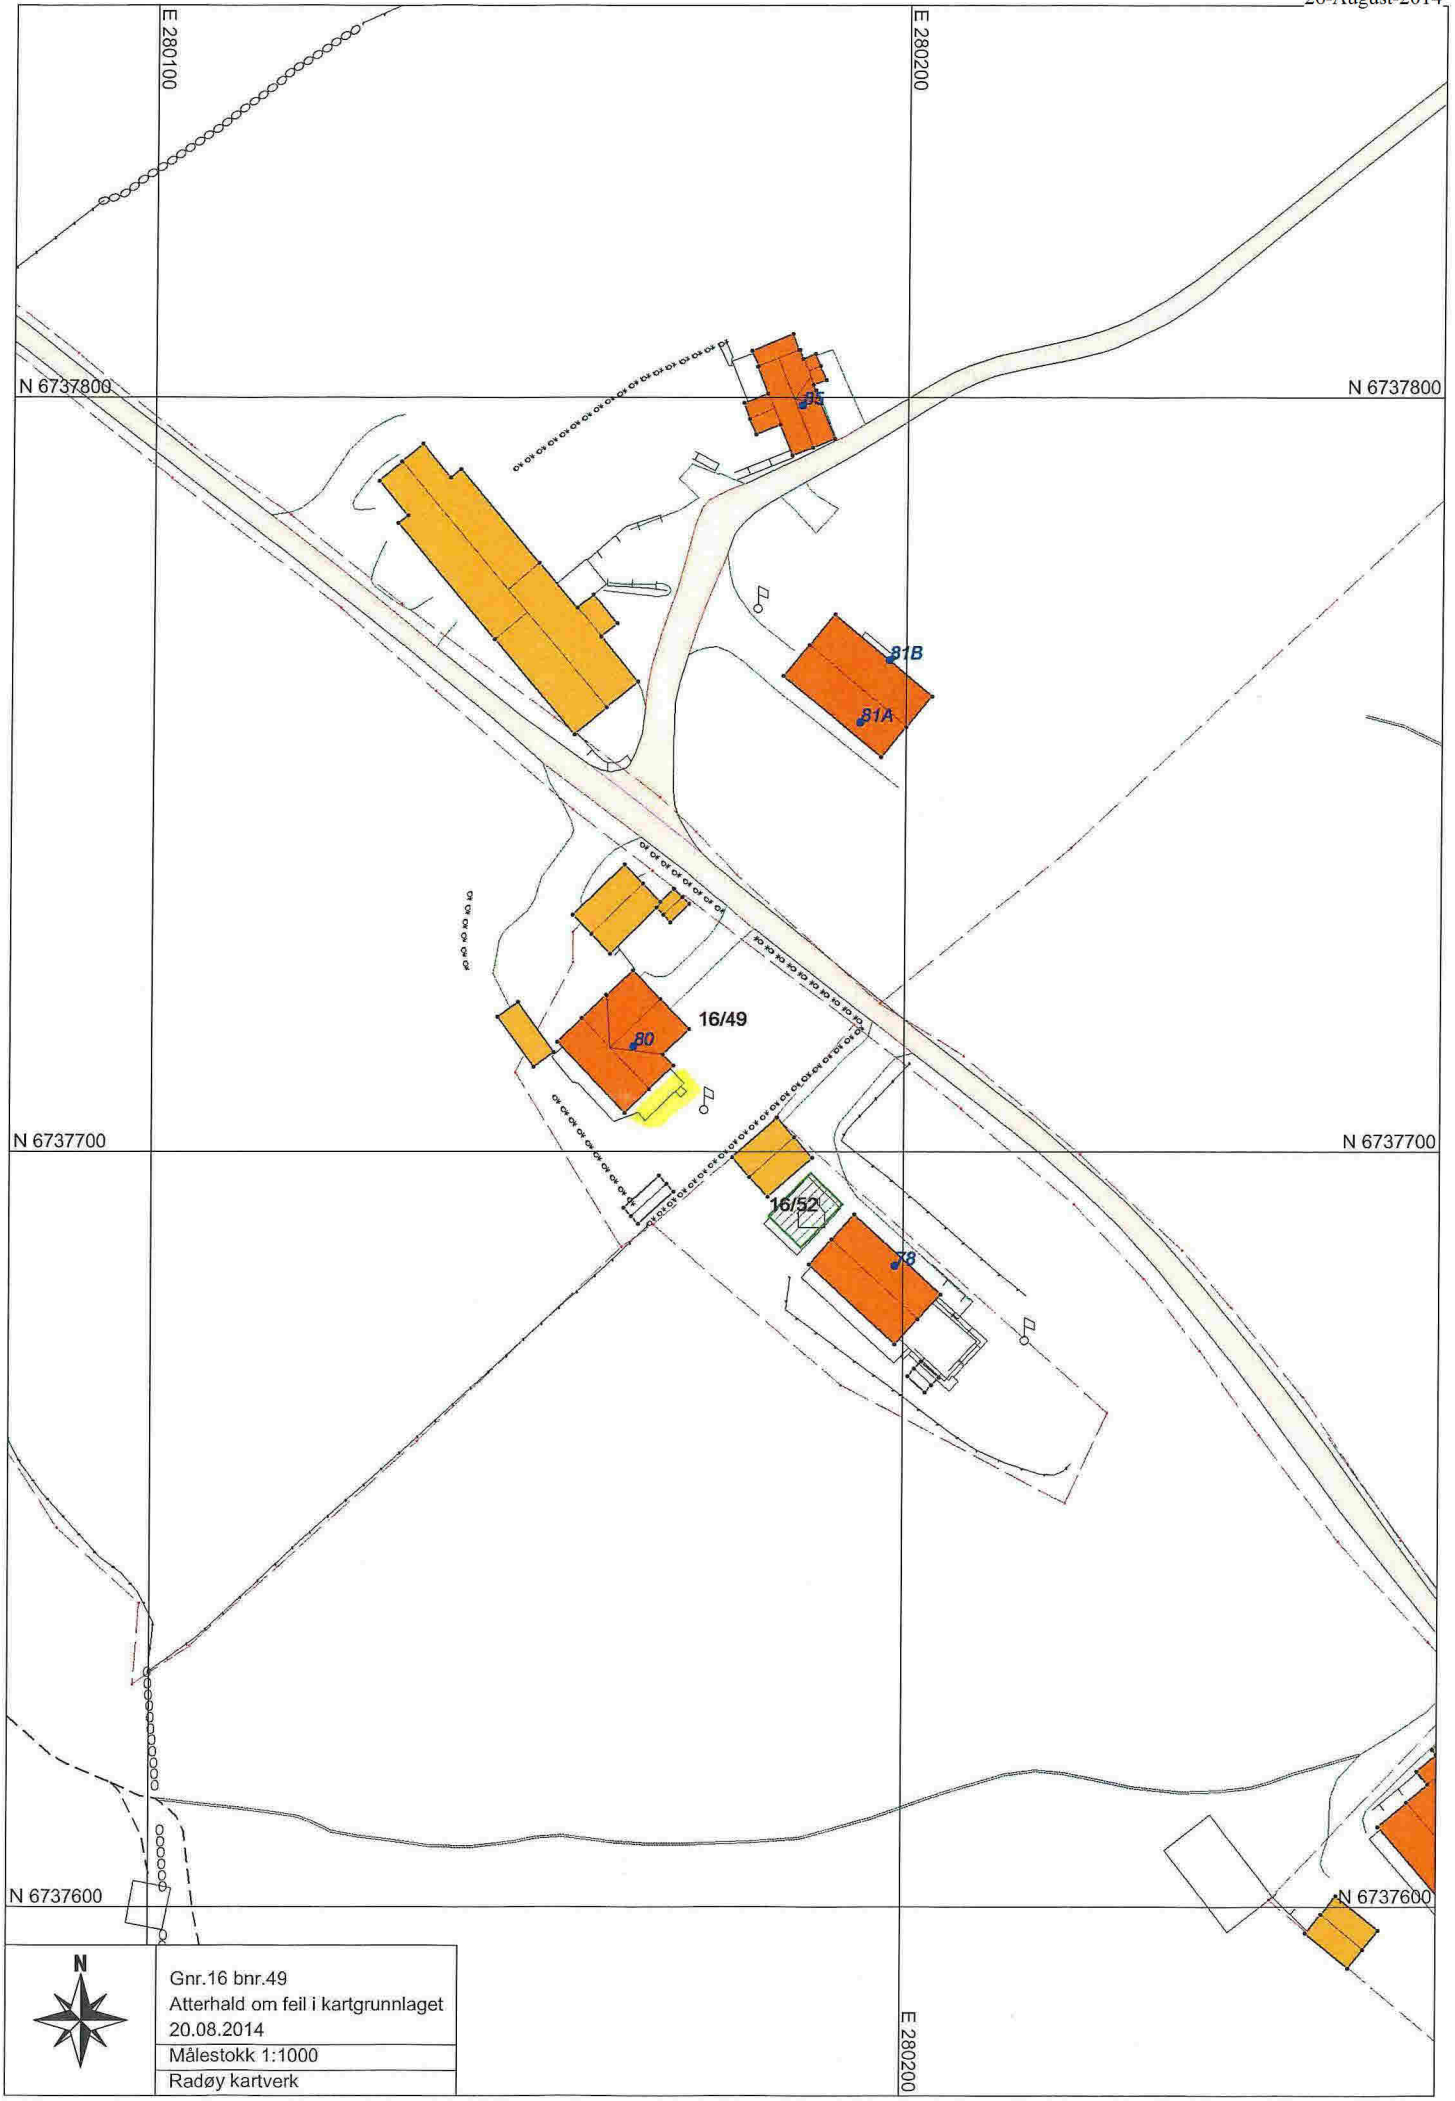 E 280100
E 280200
N 6737800
N 6737800
95
81B
81A
16/49
80
N 6737700
N 6737700
16/52
78
N 6737600
N 6737600
N
Gnr.16 bnr.49
Atterhald om feil i kartgrunnlaget
20.08.2014
Målestokk 1:1000
Radøy kartverk
E 280200